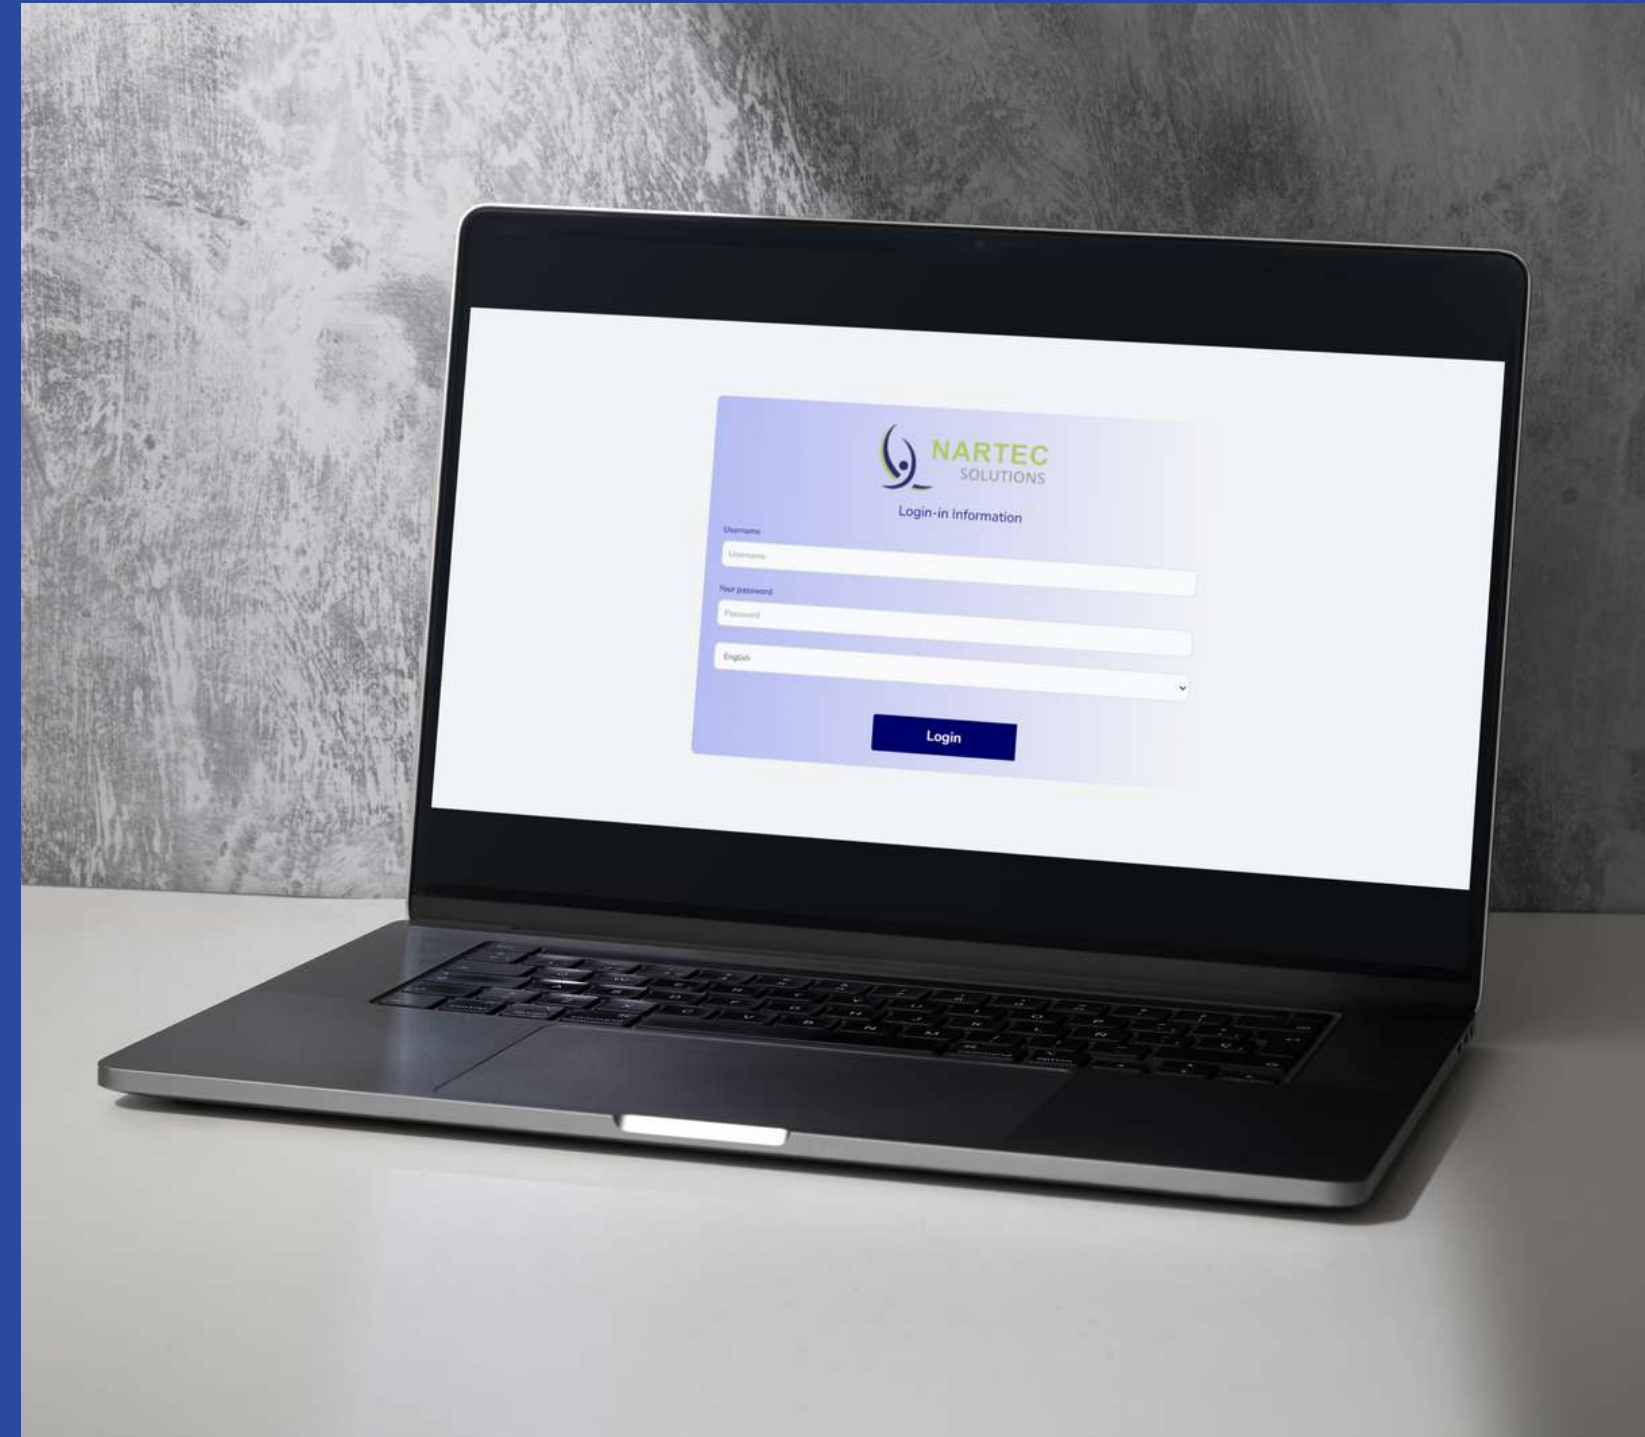 NARTEC
SOLUTIONS
Login-in Information
Username
Username
Your password
Password
English
Login